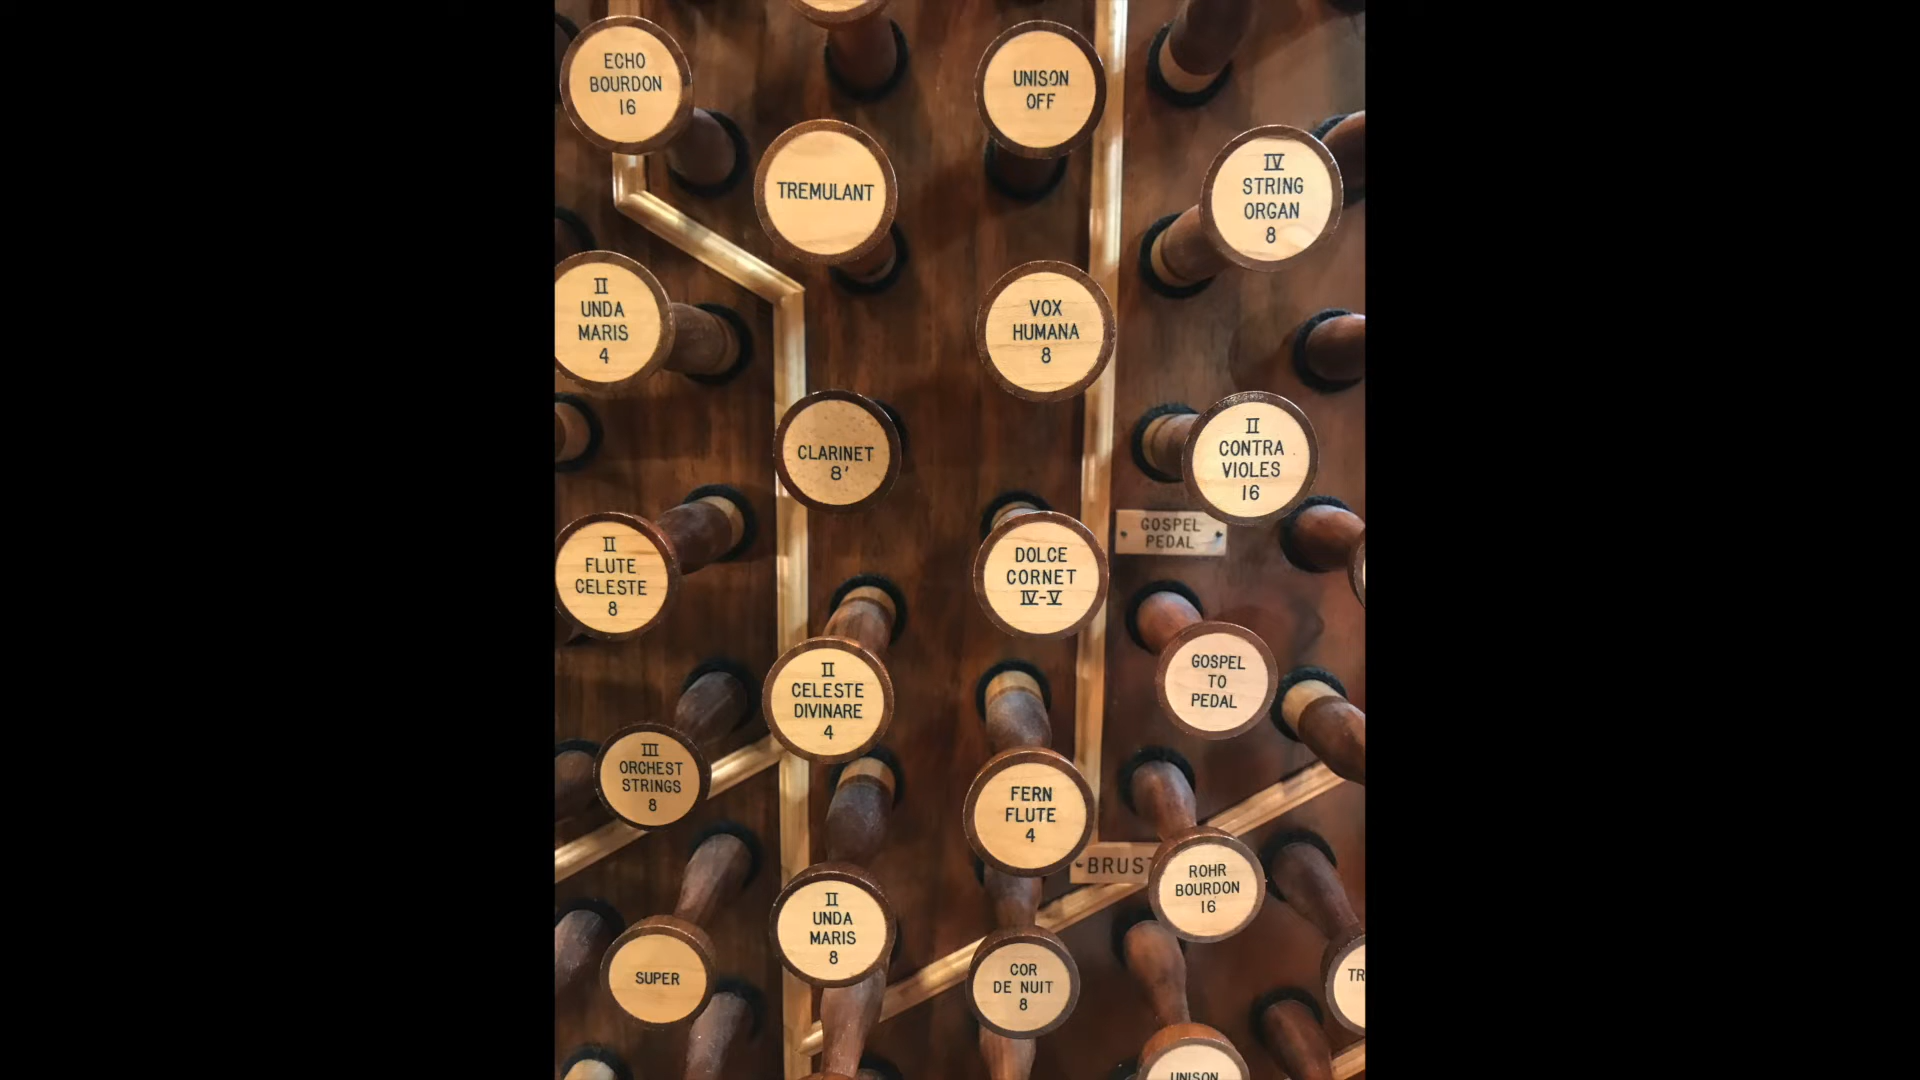 ECHO
BOURDON
16
UNISON
OFF
TREMULANT
IV
STRING
ORGAN
8
II
UNDA
MARIS
4
VOX
HUMANA
8
CLARINET
8'
II
CONTRA
VIOLES
16
GOSPEL
PEDAL
II
FLUTE
CELESTE
8
DOLCE
CORNET
IV-V
GOSPEL
TO
PEDAL
II
CELESTE
DIVINARE
4
III
ORCHEST
STRINGS
8
FERN
FLUTE
4
BRUST
ROHR
BOURDON
16
II
UNDA
MARIS
8
SUPER
COR
DE NUIT
8
TR
UNISON